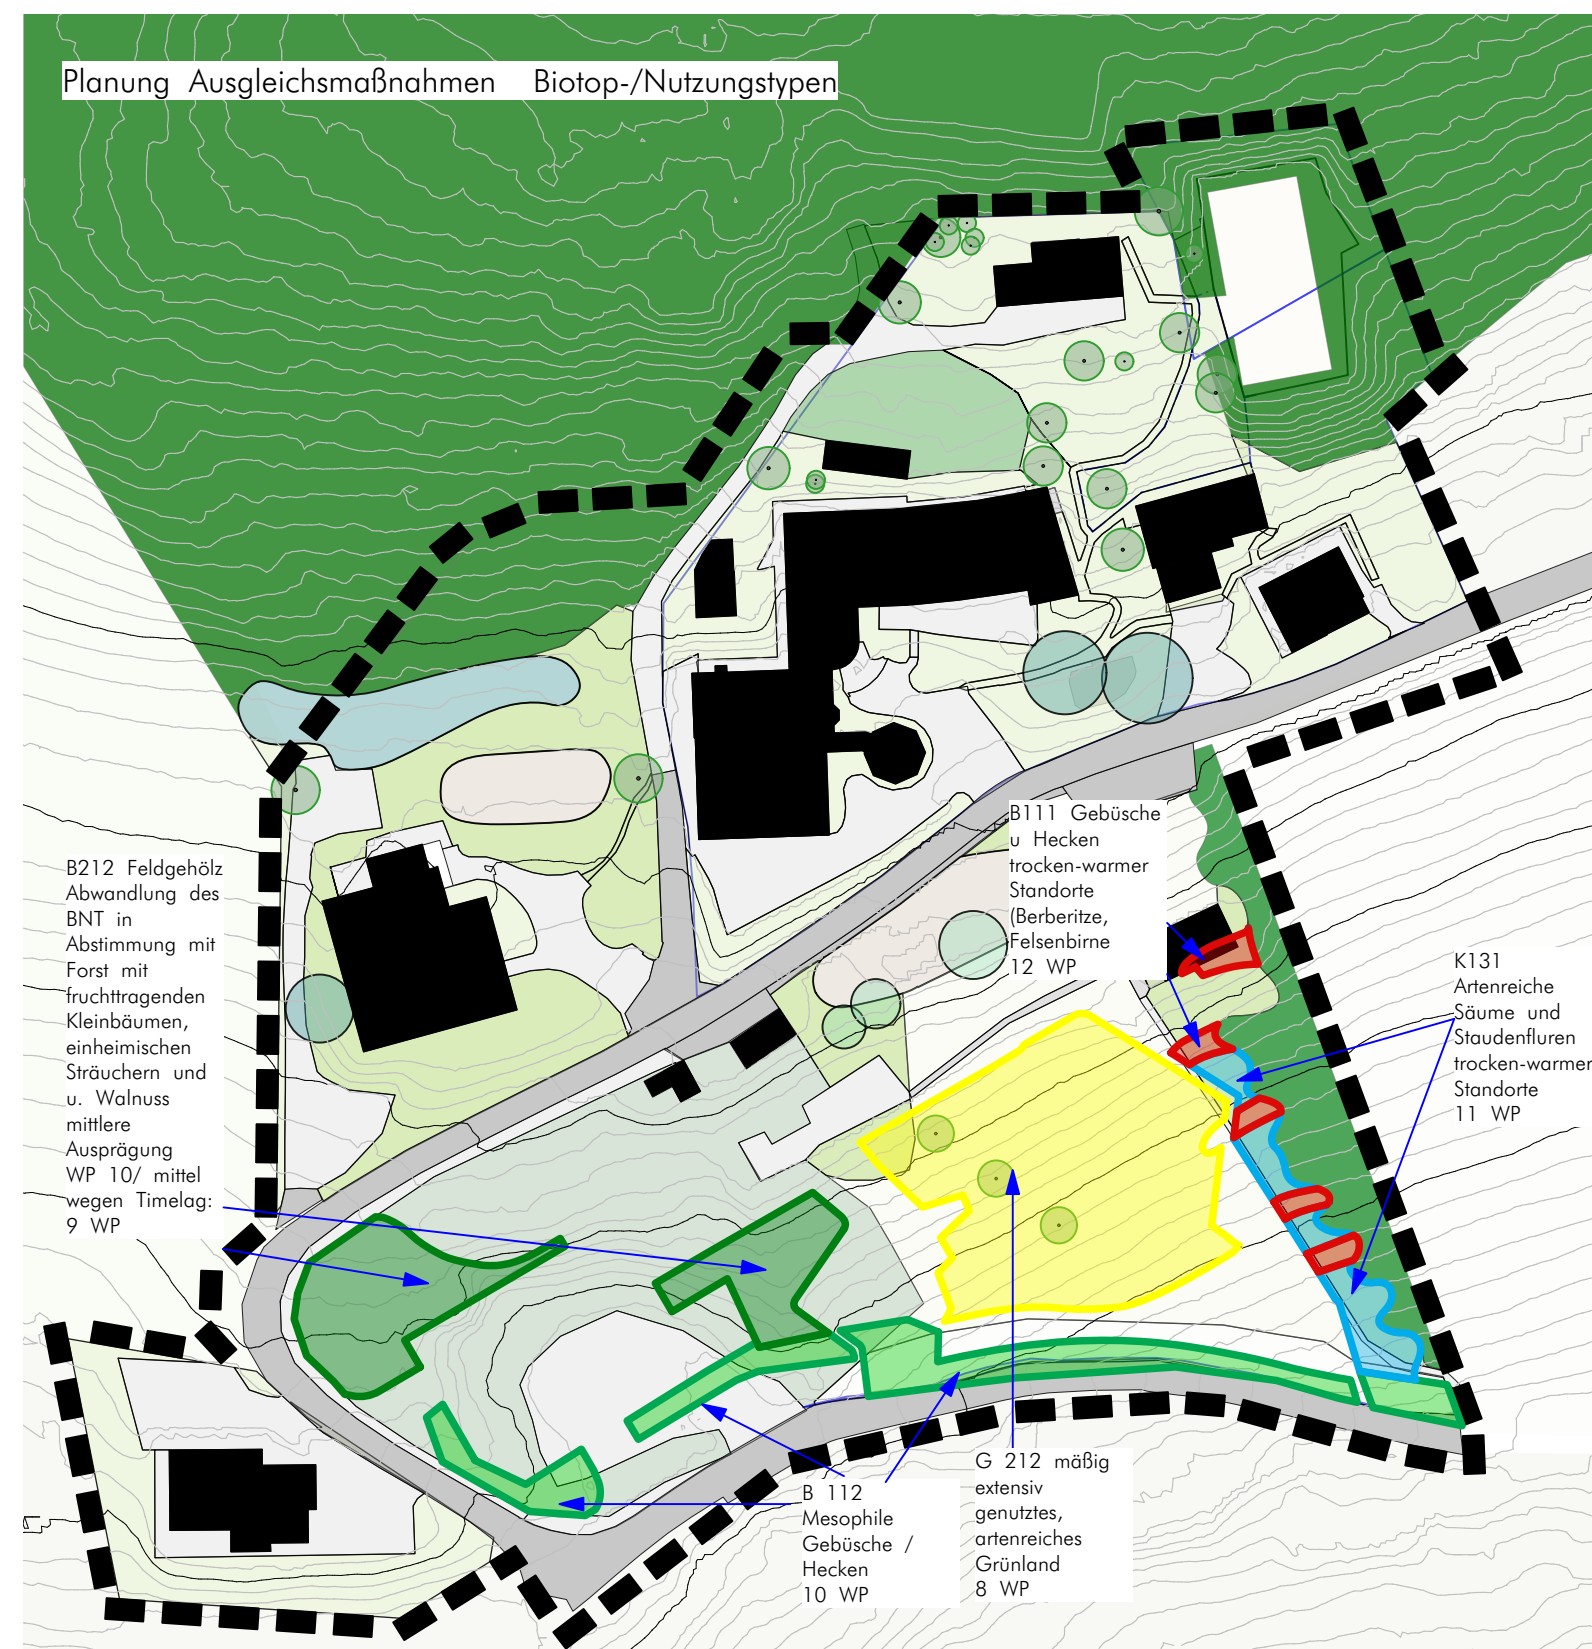 Planung Ausgleichsmaßnahmen Biotop-/Nutzungstypen
B111 Gebüsche
u Hecken
trocken-warmer
Standorte
(Berberitze,
Felsenbirne
12 WP
B212 Feldgehölz
Abwandlung des
BNT in
Abstimmung mit
Forst mit
fruchttragenden
Kleinbäumen,
einheimischen
Sträuchern und
u. Walnuss
mittlere
Ausprägung
WP 10/ mittel
wegen Timelag:
9 WP
K131
Artenreiche
Säume und
Staudenfluren
trocken-warmer
Standorte
11 WP
B 112
Mesophile
Gebüsche /
Hecken
10 WP
G 212 mäßig
extensiv
genutztes,
artenreiches
Grünland
8 WP